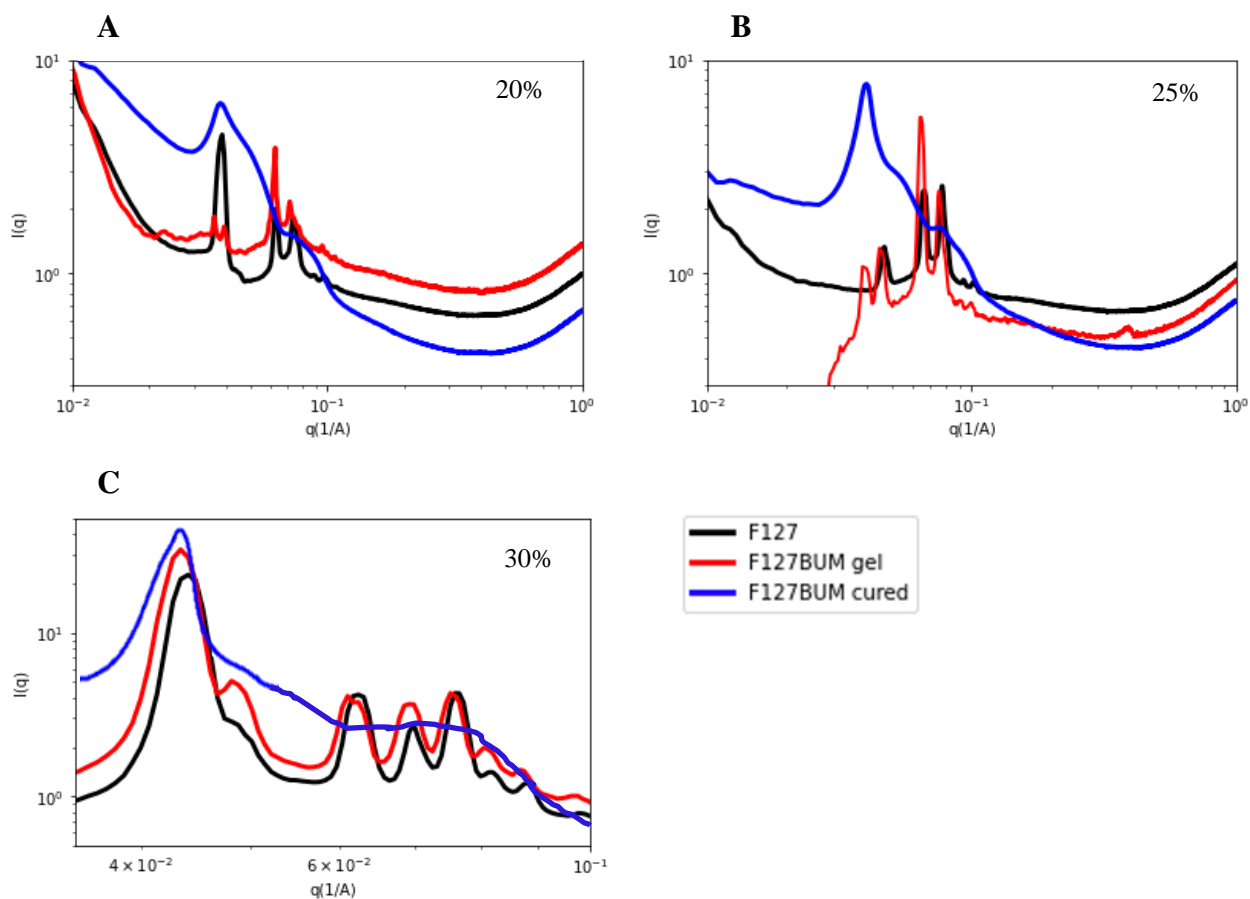 A
20%
10¹
10⁰
I(q)
10⁻²
10⁻¹
10⁰
q(1/A)
B
25%
10¹
10⁰
I(q)
10⁻²
10⁻¹
10⁰
q(1/A)
C
30%
10¹
10⁰
I(q)
4 × 10⁻²
6 × 10⁻²
10⁻¹
q(1/A)
F127
F127BUM gel
F127BUM cured